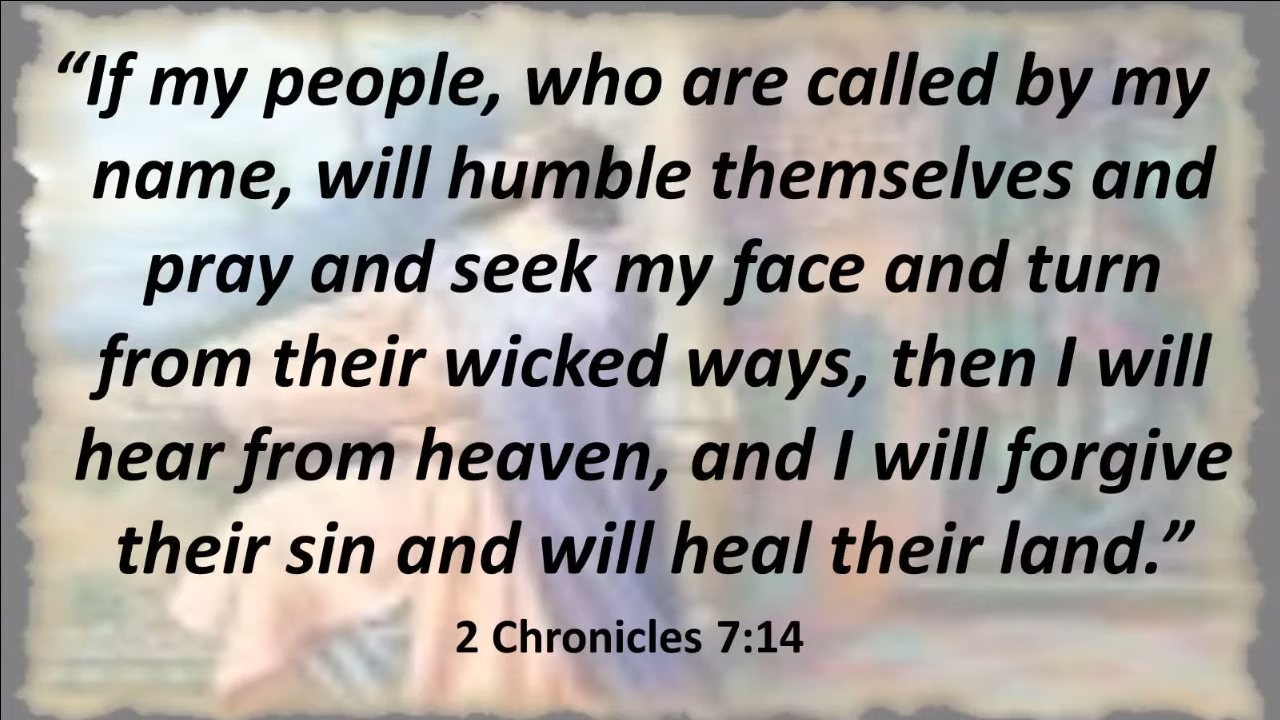 “If my people, who are called by my
name, will humble themselves and
pray and seek my face and turn
from their wicked ways, then I will
hear from heaven, and I will forgive
their sin and will heal their land.”
2 Chronicles 7:14